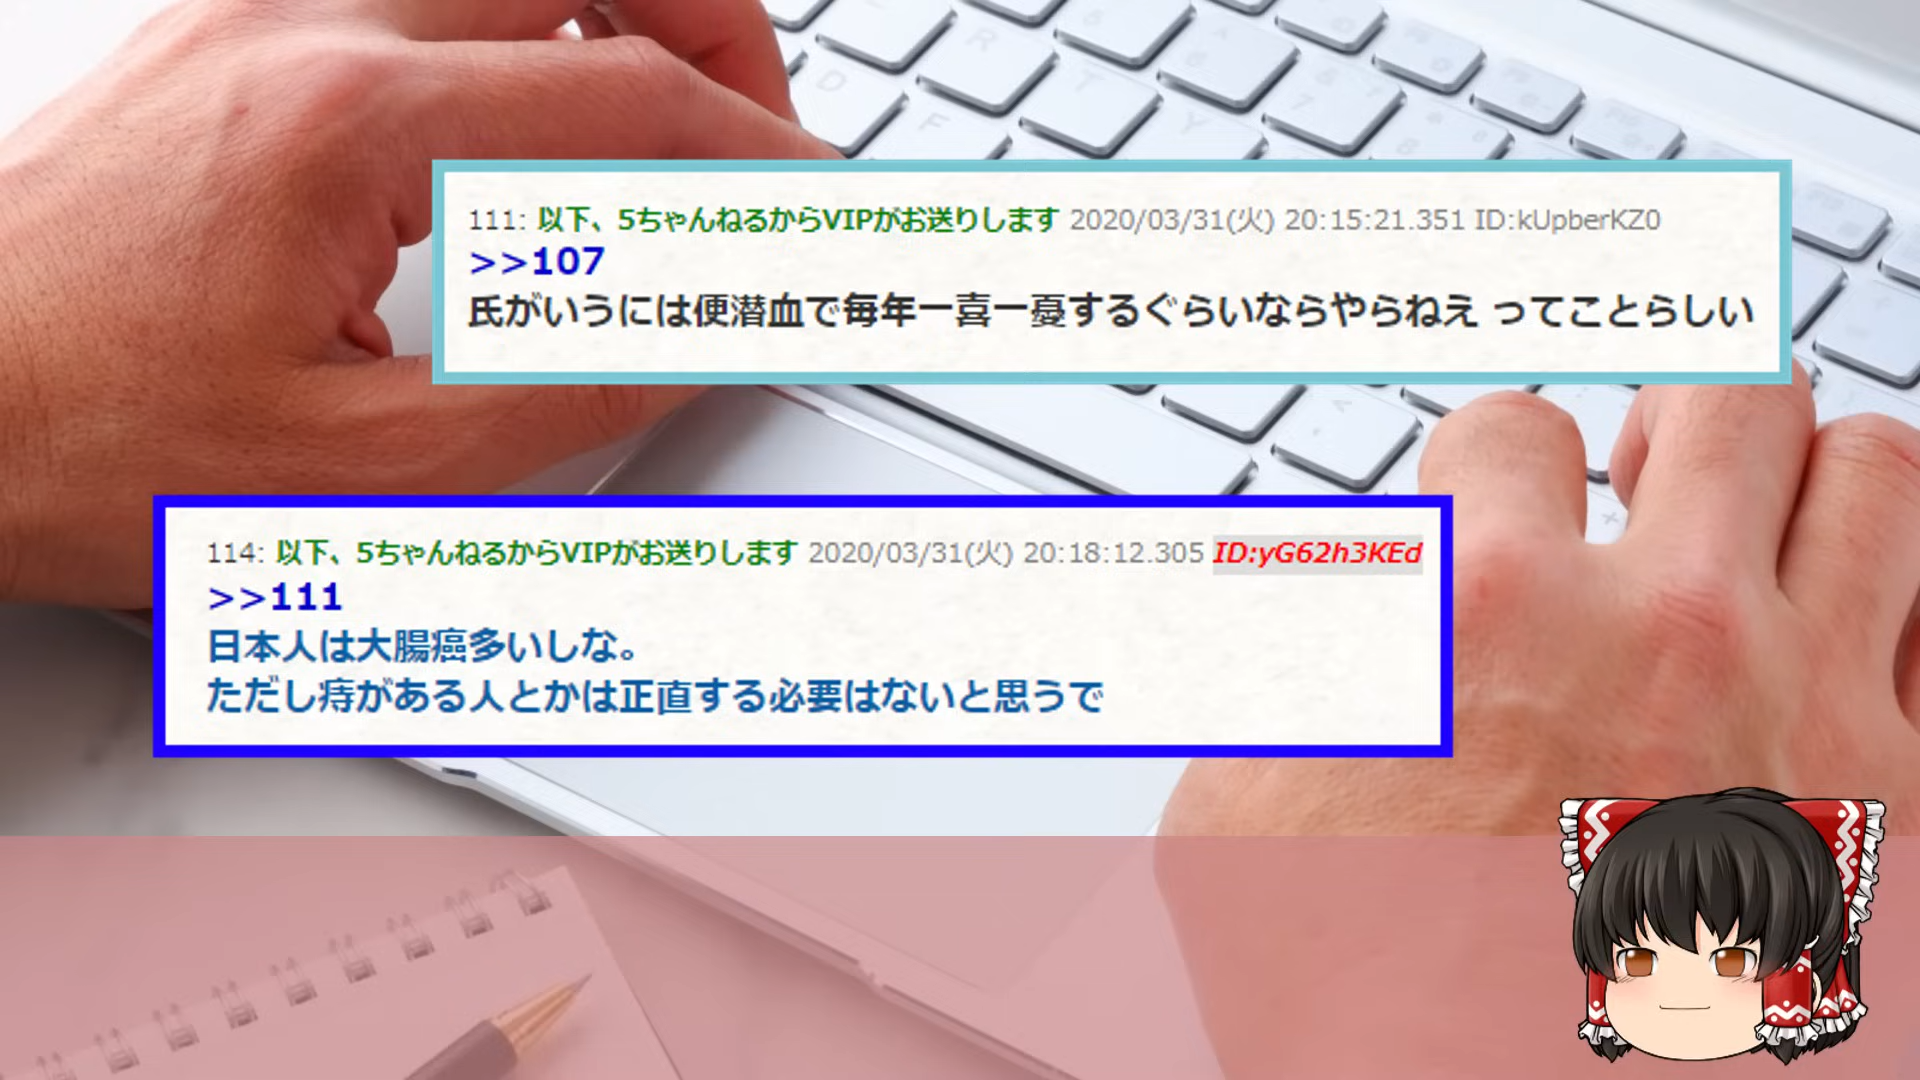 111: 以下、5ちゃんねるからVIPがお送りします 2020/03/31(火) 20:15:21.351 ID:kUpberKZ0
>>107
氏がいうには便潜血で毎年一喜一憂するぐらいならやらねえ ってことらしい
114: 以下、5ちゃんねるからVIPがお送りします 2020/03/31(火) 20:18:12.305 ID:yG62h3KEd
>>111
日本人は大腸癌多いしな。
ただし痔がある人とかは正直する必要はないと思うで